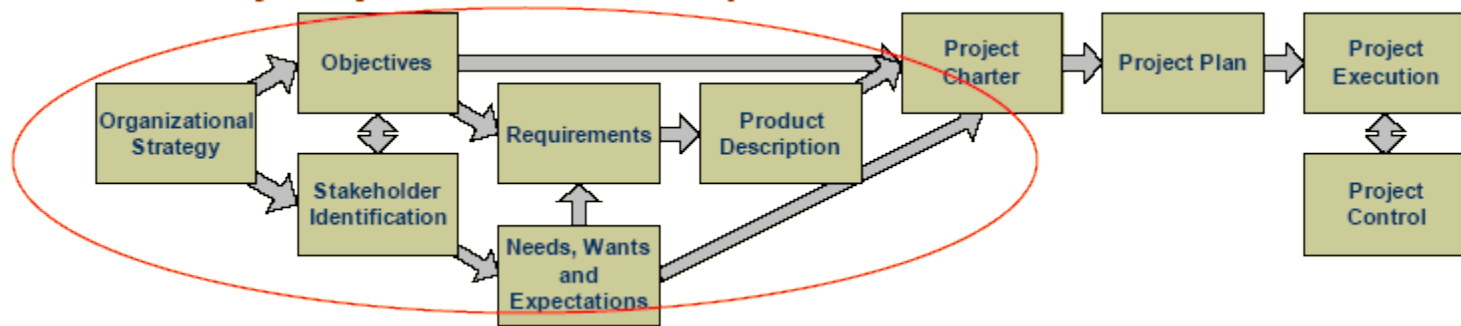 Objectives
Organizational
Strategy
Stakeholder
Identification
Requirements
Needs, Wants
and
Expectations
Product
Description
Project
Charter
Project Plan
Project
Execution
Project
Control